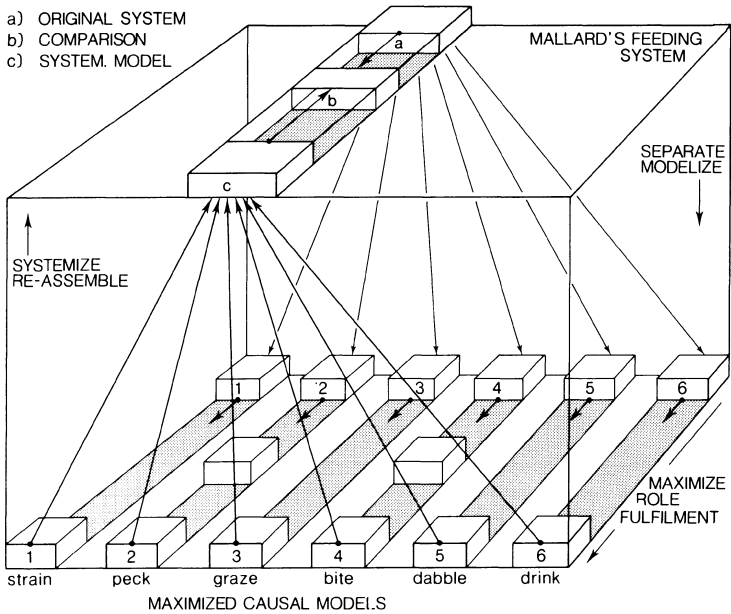 a) ORIGINAL SYSTEM
b) COMPARISON
c) SYSTEM. MODEL
MALLARD'S FEEDING
SYSTEM
a
b
c
SEPARATE
MODELIZE
SYSTEMIZE
RE-ASSEMBLE
1 2 3 4 5 6
MAXIMIZE
ROLE
FULFILMENT
1 2 3 4 5 6
strain peck graze bite dabble drink
MAXIMIZED CAUSAL MODELS